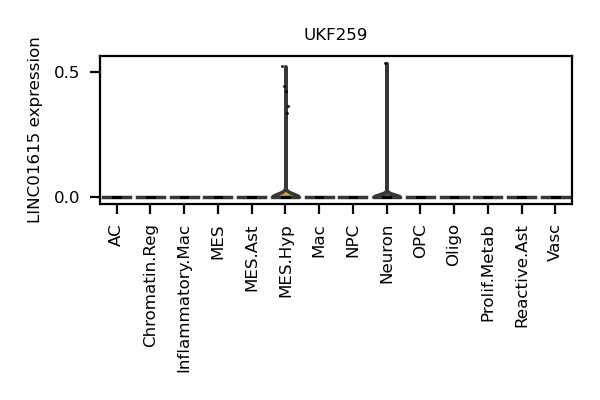 UKF259
LINC01615 expression
0.5
0.0
AC
Chromatin.Reg
Inflammatory.Mac
MES
MES.Ast
MES.Hyp
Mac
NPC
Neuron
OPC
Oligo
Prolif.Metab
Reactive.Ast
Vasc